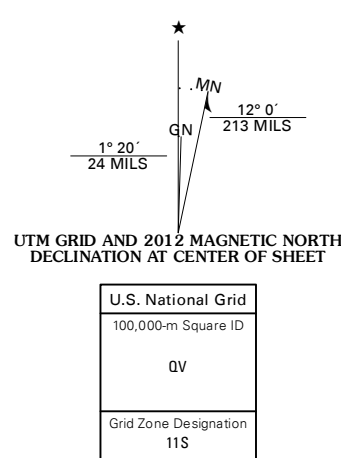 ★
MN
12° 0´
213 MILS
GN
1° 20´
24 MILS
UTM GRID AND 2012 MAGNETIC NORTH
DECLINATION AT CENTER OF SHEET
U.S. National Grid
100,000-m Square ID
QV
Grid Zone Designation
11S